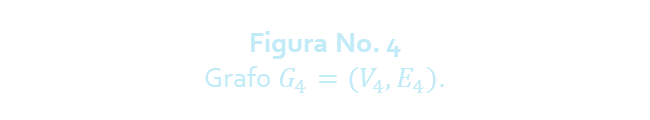 Figura No. 4
Grafo G₄ = (V₄, E₄).